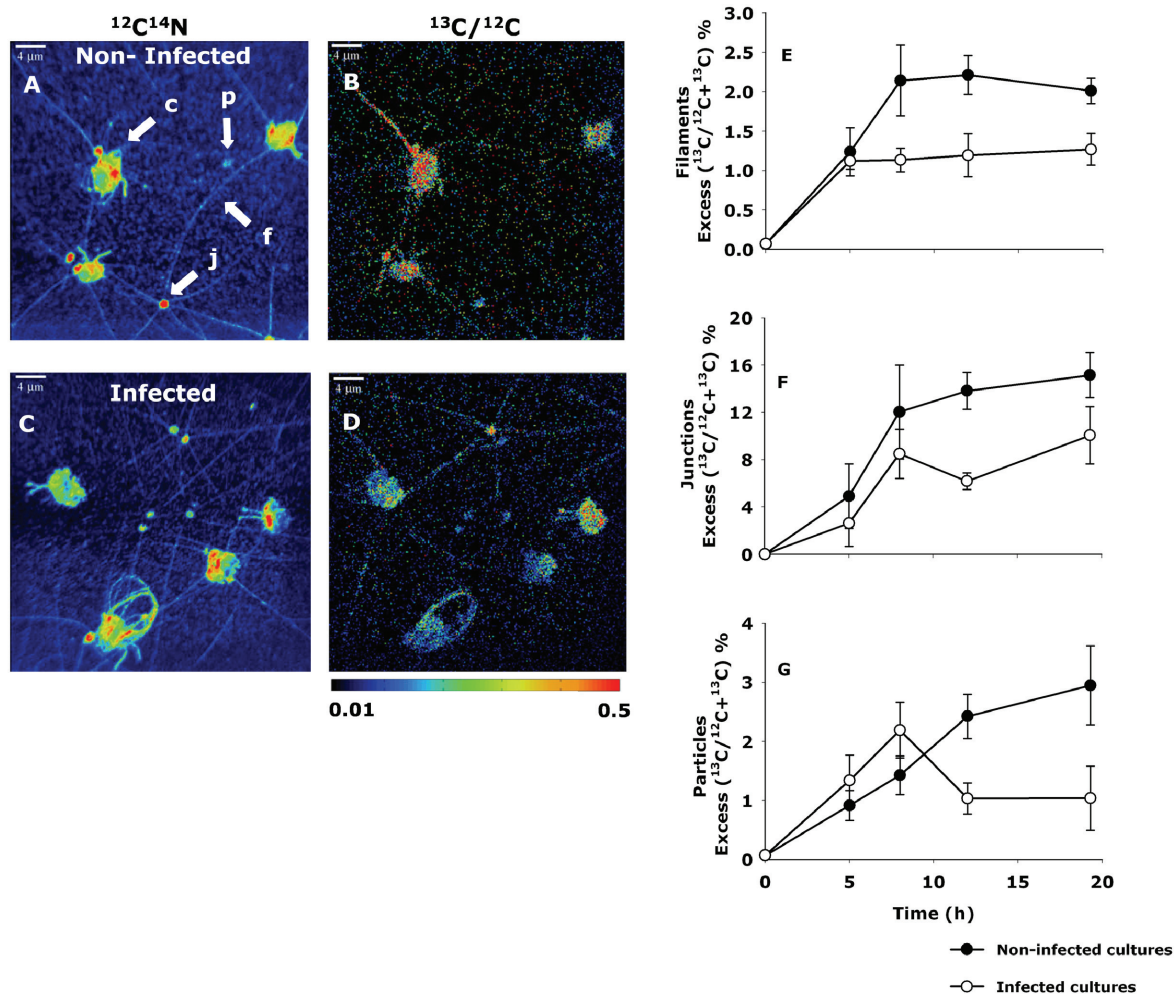 ¹²C¹⁴N
¹³C/¹²C
4 μm
Non- Infected
A
c
p
f
j
4 μm
B
4 μm
Infected
C
4 μm
D
0.01
0.5
3.0
2.5
2.0
1.5
1.0
0.5
0.0
Filaments
Excess (¹³C/¹²C+¹³C) %
E
20
16
12
8
4
0
Junctions
Excess (¹³C/¹²C+¹³C) %
F
4
3
2
1
0
Particles
Excess (¹³C/¹²C+¹³C) %
G
0
5
10
15
20
Time (h)
Non-infected cultures
Infected cultures